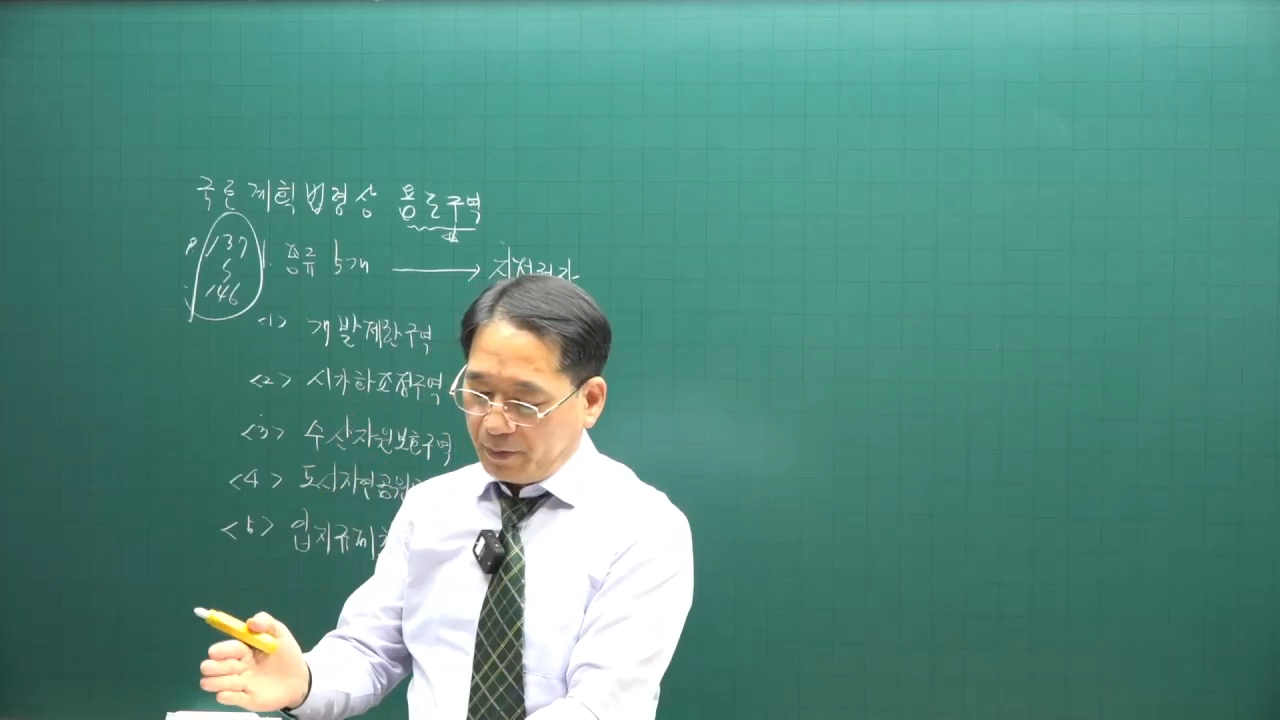 국토계획법령상 용도구역
P 137
146
1. 종류 5개 → 지정권자
<1> 개발제한구역
<2> 시가화조정구역
<3> 수산자원보호구역
<4> 도시자연공원
<5> 입지규제